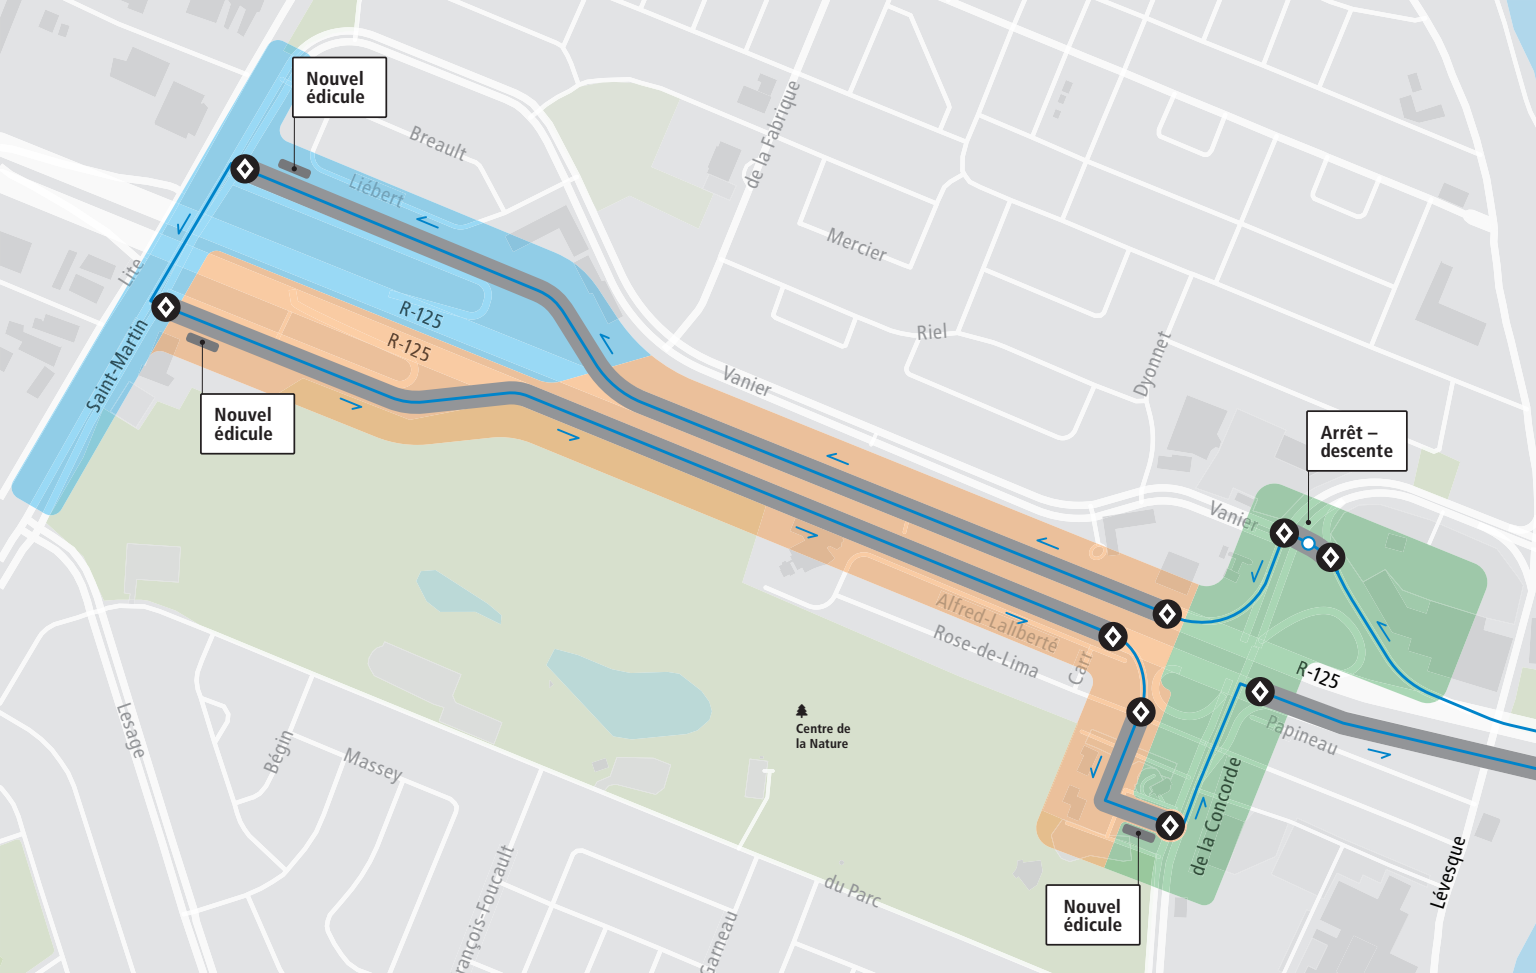 Nouvel
édicule
Breault
Liébert
de la Fabrique
Mercier
Lite
R-125
R-125
Riel
Vanier
Dyonnet
Saint-Martin
Nouvel
édicule
Arrêt –
descente
Vanier
Alfred-Laliberté
Rose-de-Lima
Carr
R-125
Papineau
Centre de
la Nature
Lesage
Bégin
Massey
de la Concorde
Lévesque
du Parc
Nouvel
édicule
rançois-Foucault
Garneau